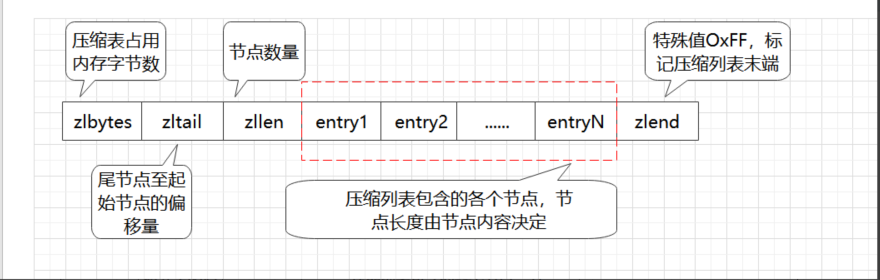 压缩表占用
内存字节数
节点数量
特殊值OxFF，标
记压缩列表末端
zlbytes
zltail
zllen
entry1
entry2
......
entryN
zlend
尾节点至起
始节点的偏
移量
压缩列表包含的各个节点，节
点长度由节点内容决定